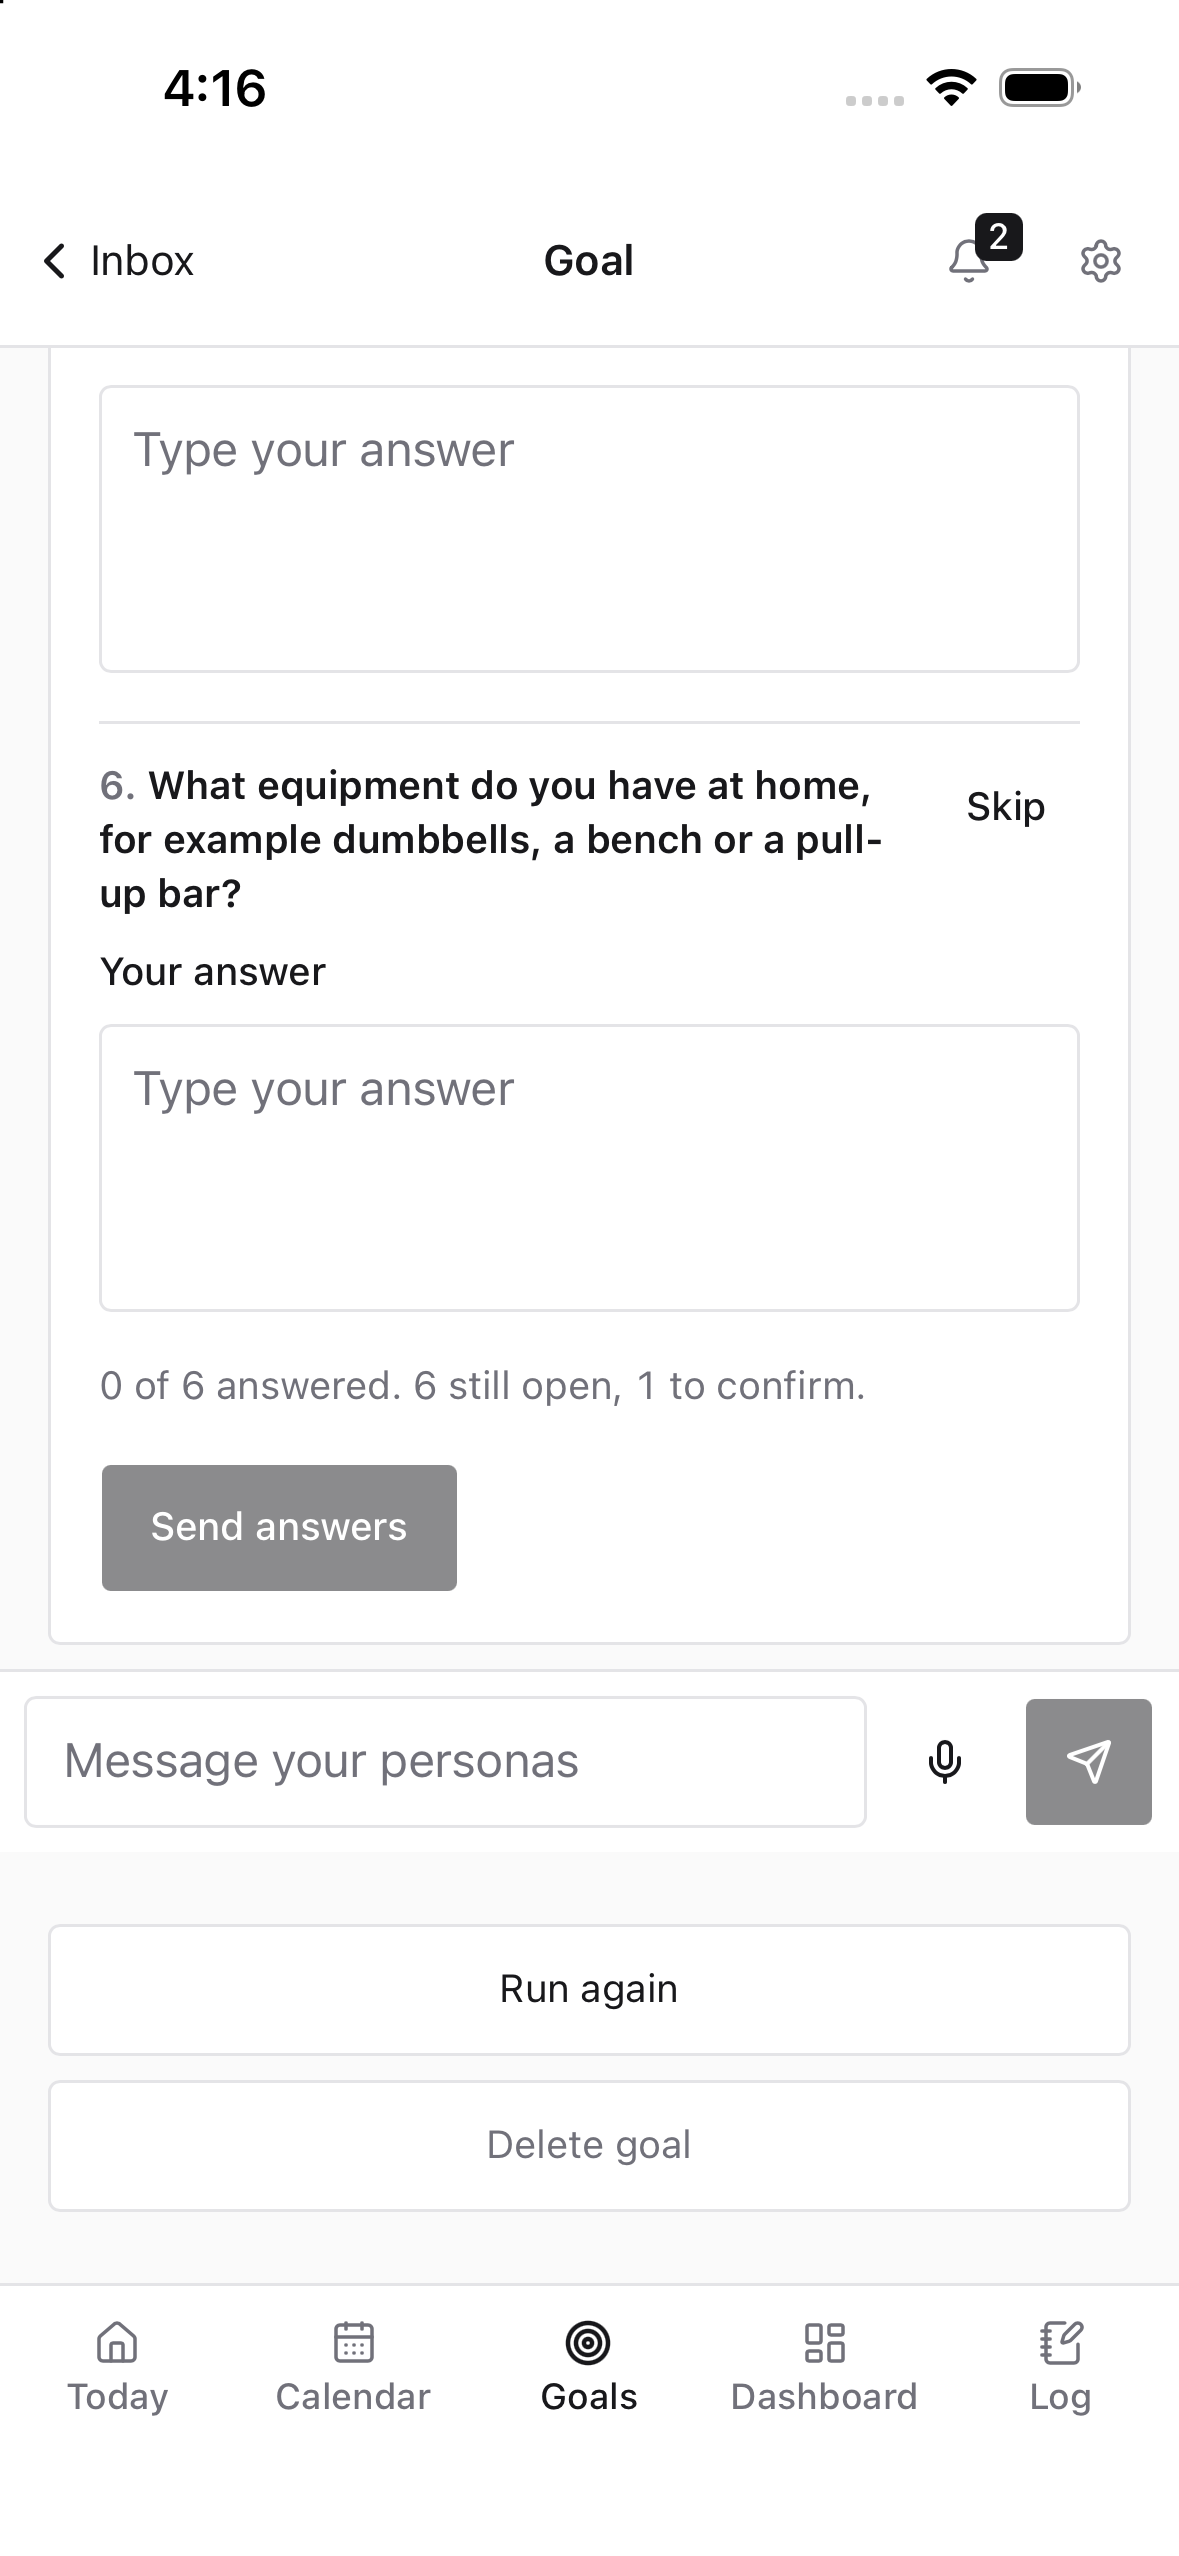 4:16
Inbox
Goal
2
Type your answer
6. What equipment do you have at home,
for example dumbbells, a bench or a pull-
up bar?
Skip
Your answer
Type your answer
0 of 6 answered. 6 still open, 1 to confirm.
Send answers
Message your personas
Run again
Delete goal
Today
Calendar
Goals
Dashboard
Log